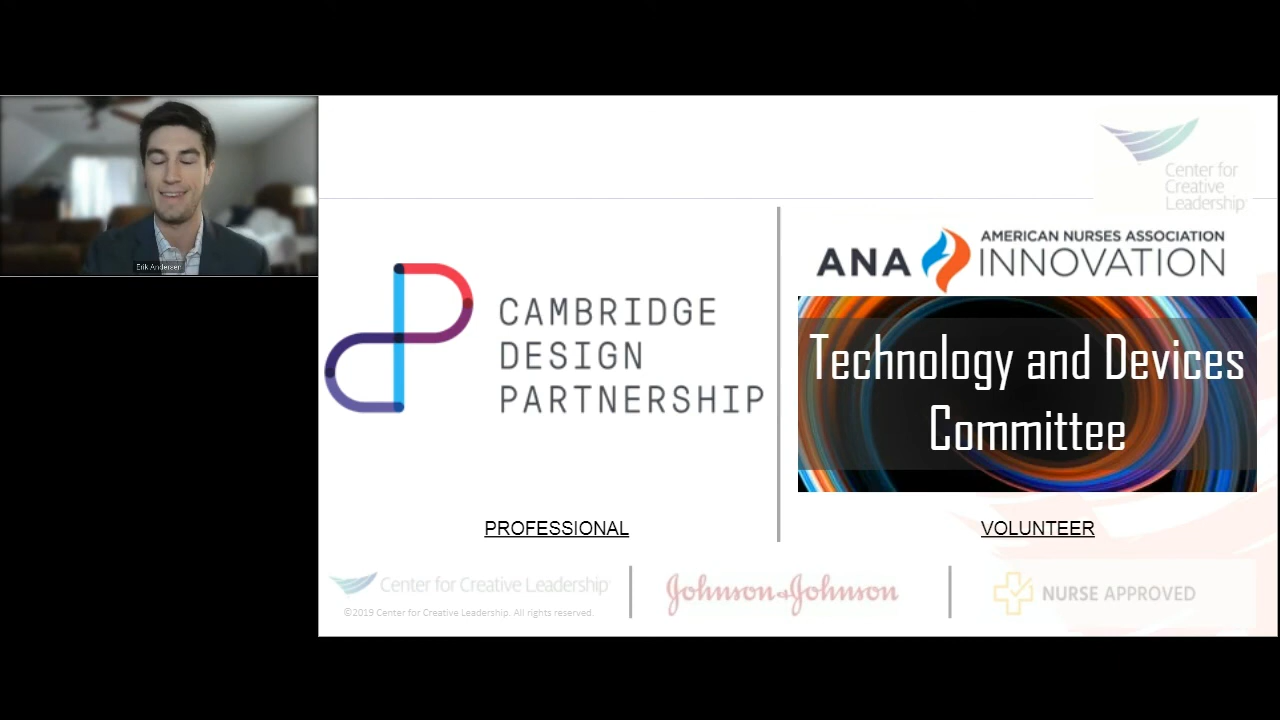 Erik Andersen
Center for
Creative
Leadership
CAMBRIDGE
DESIGN
PARTNERSHIP
ANA
AMERICAN NURSES ASSOCIATION
INNOVATION
Technology and Devices
Committee
PROFESSIONAL
VOLUNTEER
Center for Creative Leadership
©2019 Center for Creative Leadership. All rights reserved.
Johnson & Johnson
NURSE APPROVED